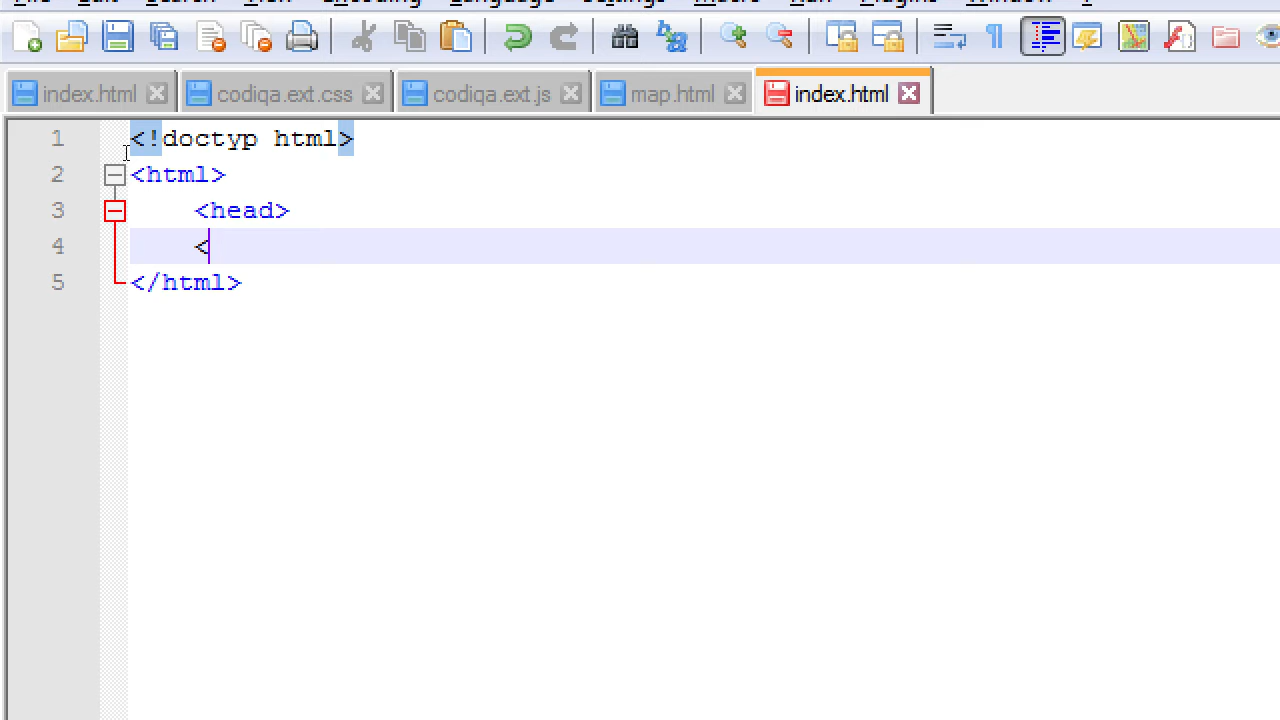 index.html codiqa.ext.css codiqa.ext.js map.html index.html
1 <!doctyp html>
2 <html>
3 <head>
4 <
5 </html>